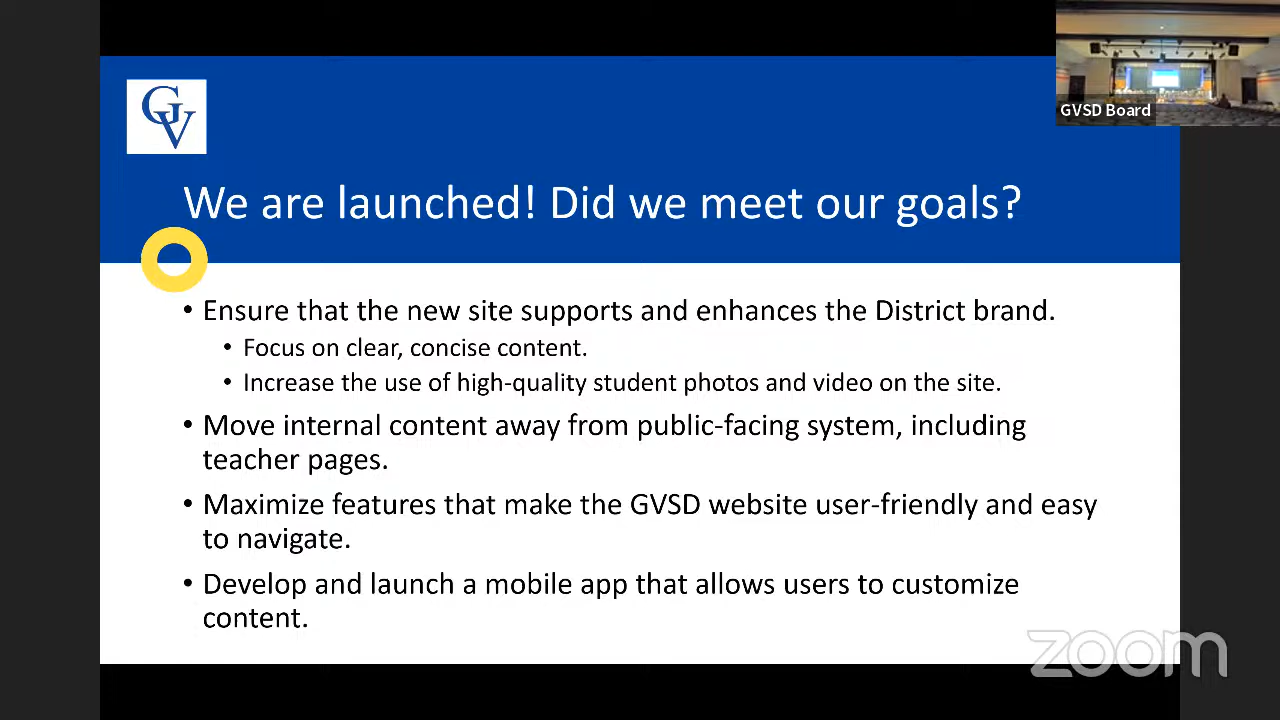 GVSD Board
GV
We are launched! Did we meet our goals?
• Ensure that the new site supports and enhances the District brand.
• Focus on clear, concise content.
• Increase the use of high-quality student photos and video on the site.
• Move internal content away from public-facing system, including
teacher pages.
• Maximize features that make the GVSD website user-friendly and easy
to navigate.
• Develop and launch a mobile app that allows users to customize
content.
zoom